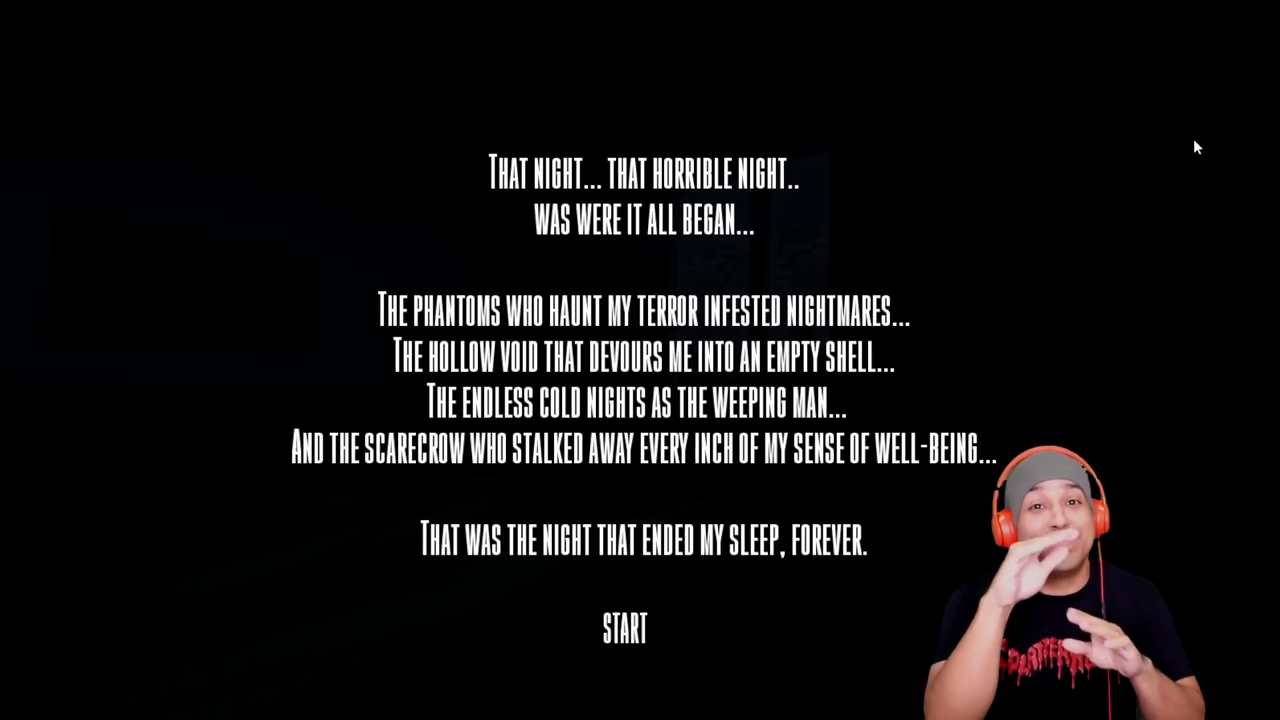 That night... that horrible night..
was were it all began...
The phantoms who haunt my terror infested nightmares...
The hollow void that devours me into an empty shell...
The endless cold nights as the weeping man...
And the scarecrow who stalked away every inch of my sense of well-being...
That was the night that ended my sleep, forever.
start